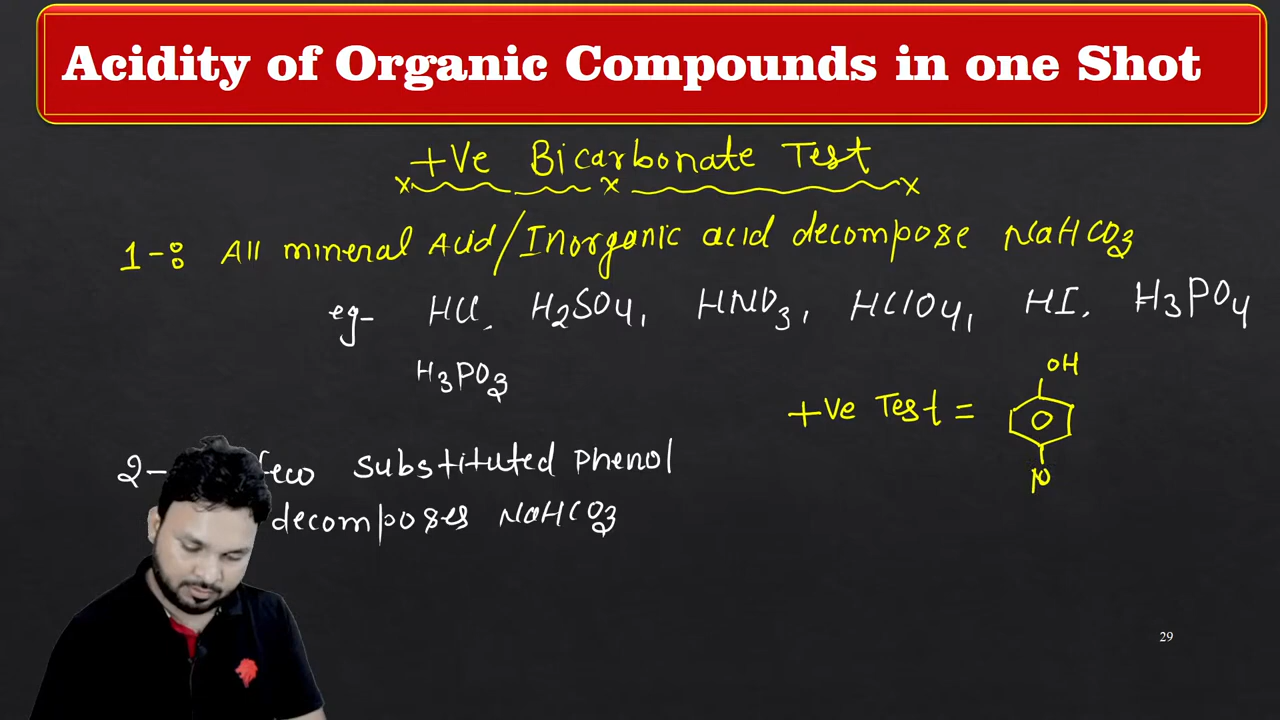 Acidity of Organic Compounds in one Shot
+Ve Bicarbonate Test
1-: All mineral Acid/Inorganic acid decompose NaHCO3
eg- HCl, H2SO4, HNO3, HClO4, HI, H3PO4
H3PO3
+Ve Test =
OH
N
2- few substituted phenol
decomposes NaHCO3
29